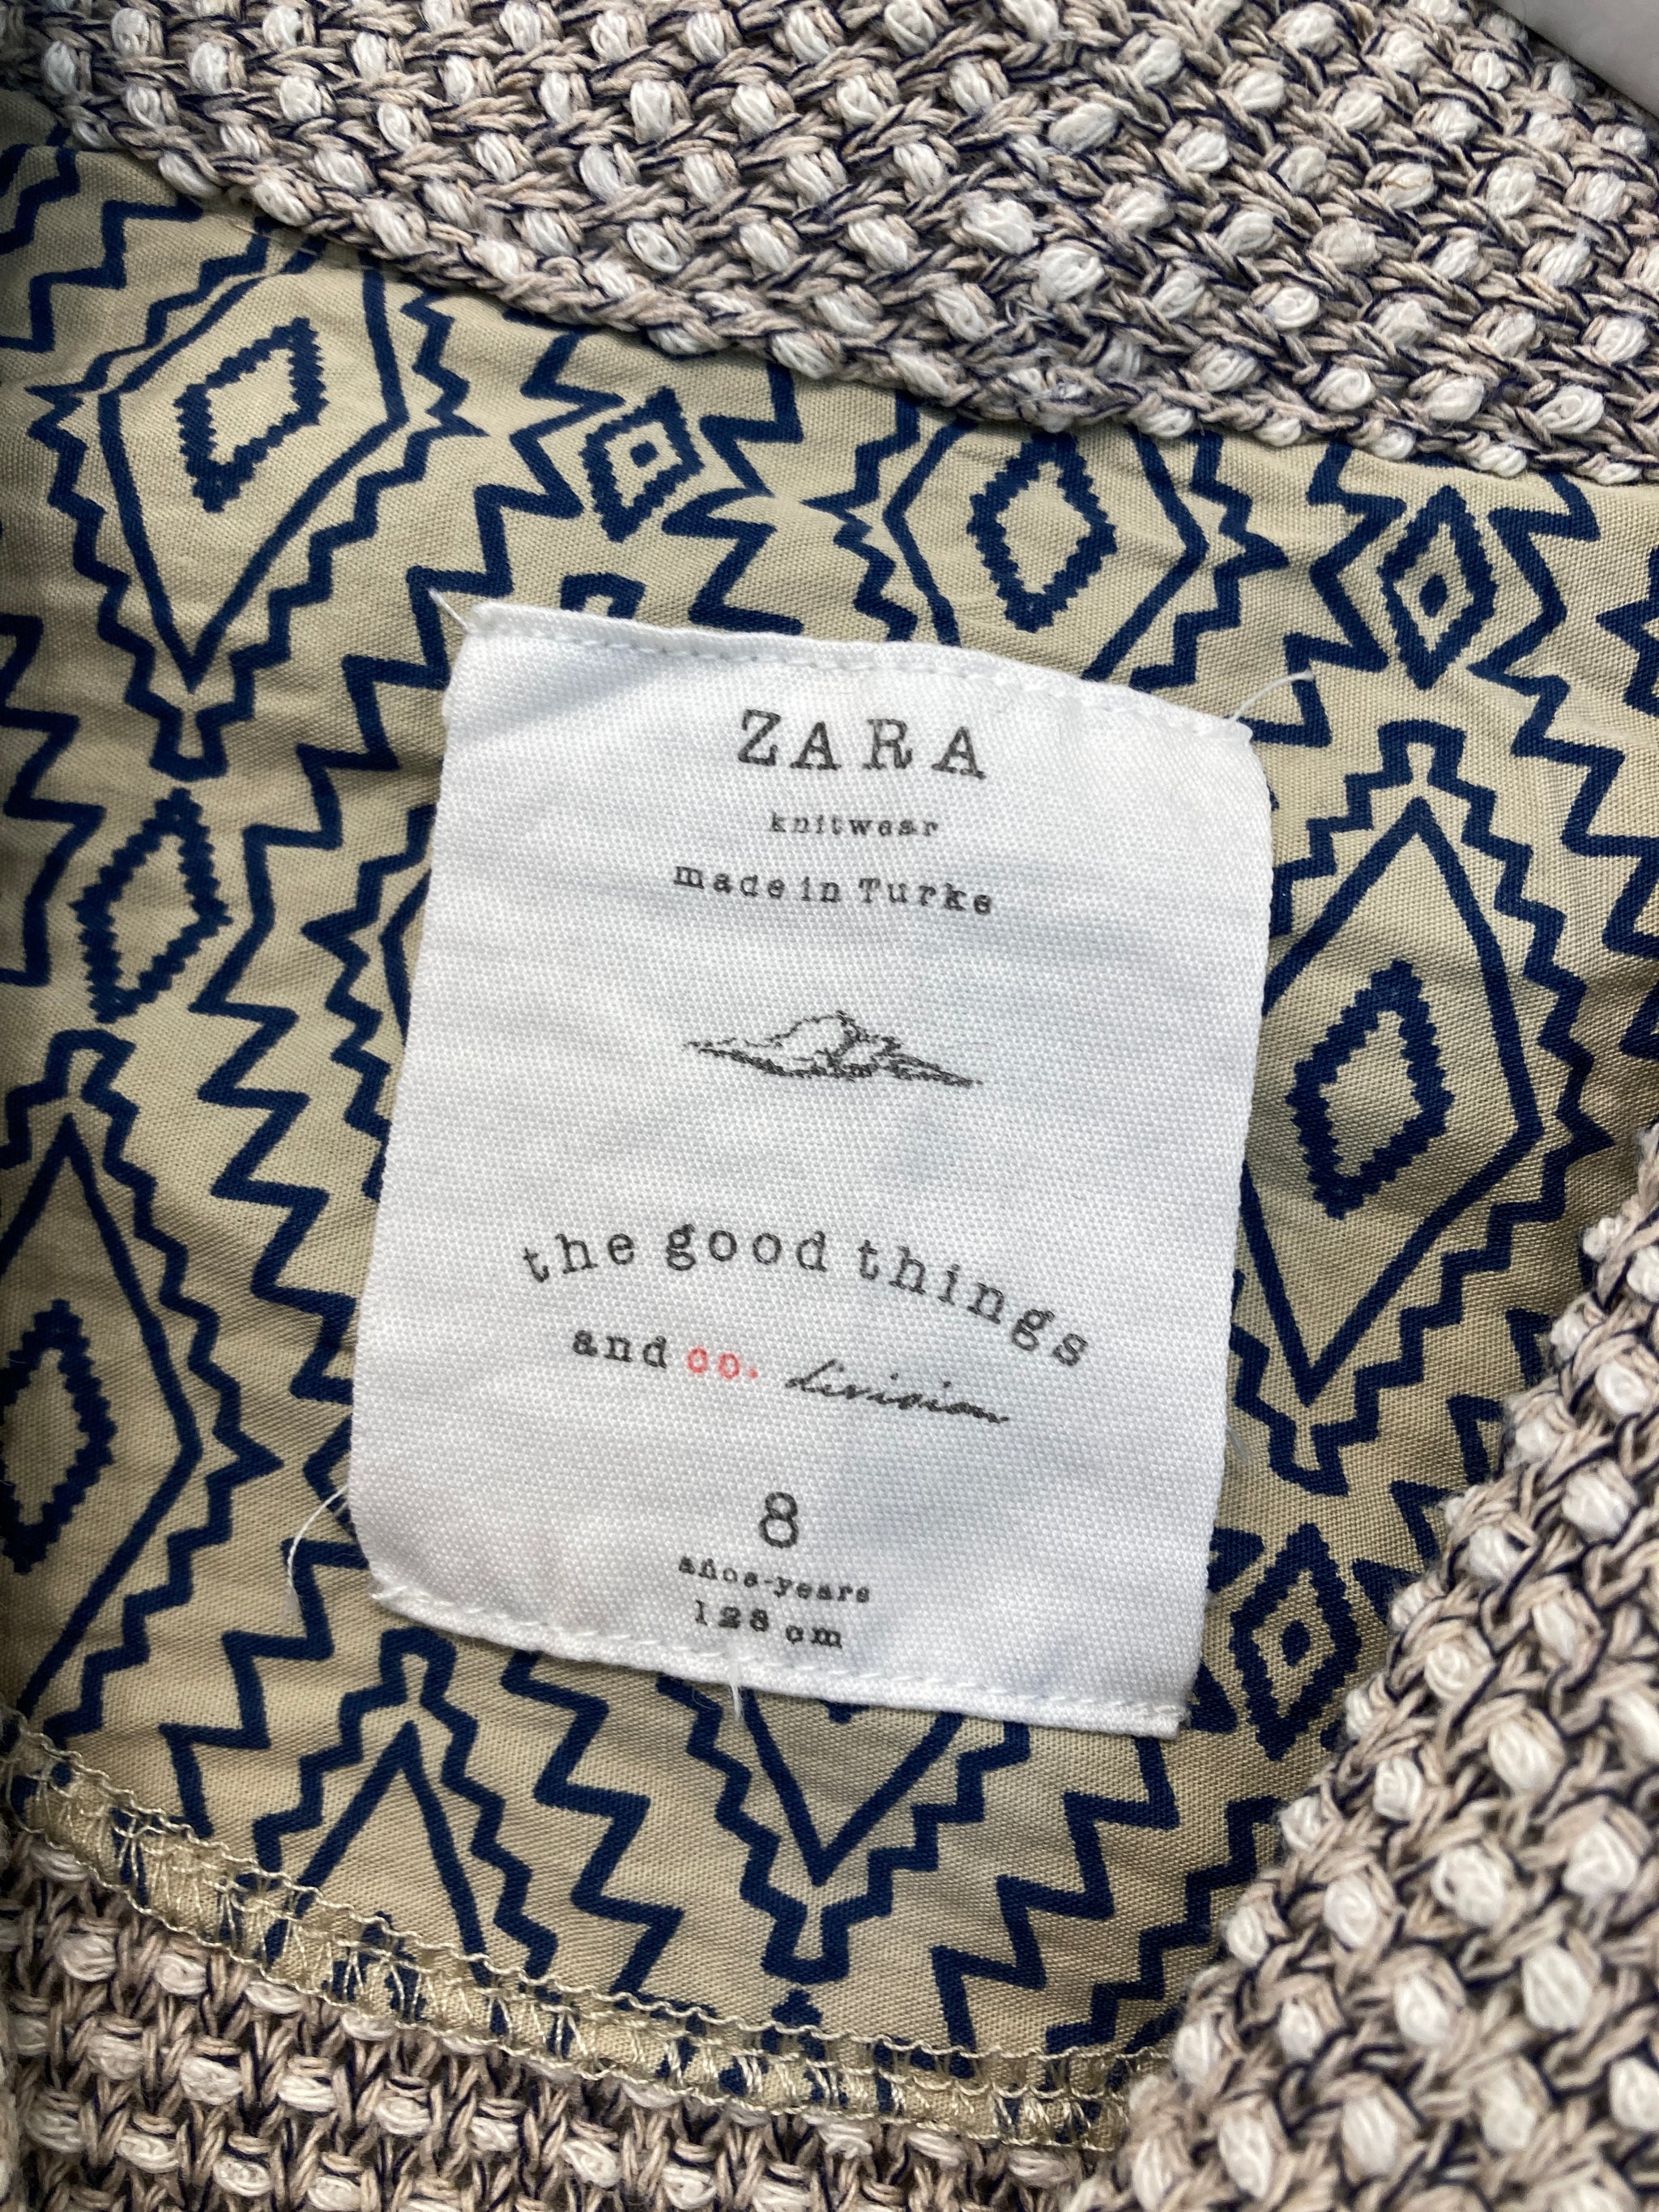 ZARA
knitwear
made in Turke
the good things
and co. division
8
años-years
128 cm